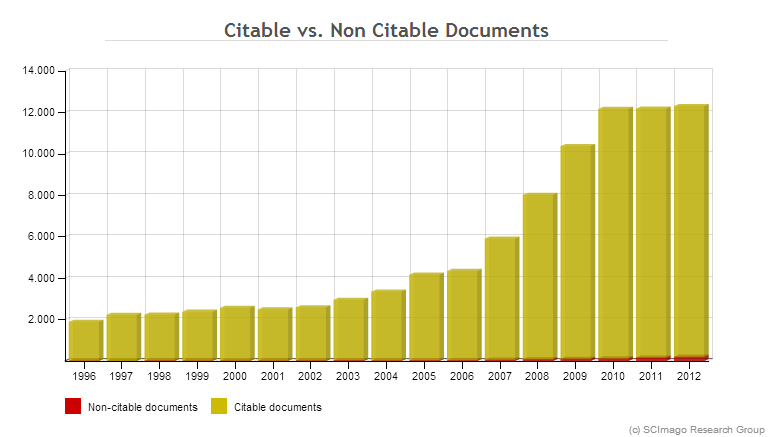 Citable vs. Non Citable Documents
14.000
12.000
10.000
8.000
6.000
4.000
2.000
1996 1997 1998 1999 2000 2001 2002 2003 2004 2005 2006 2007 2008 2009 2010 2011 2012
Non-citable documents Citable documents
(c) SCImago Research Group